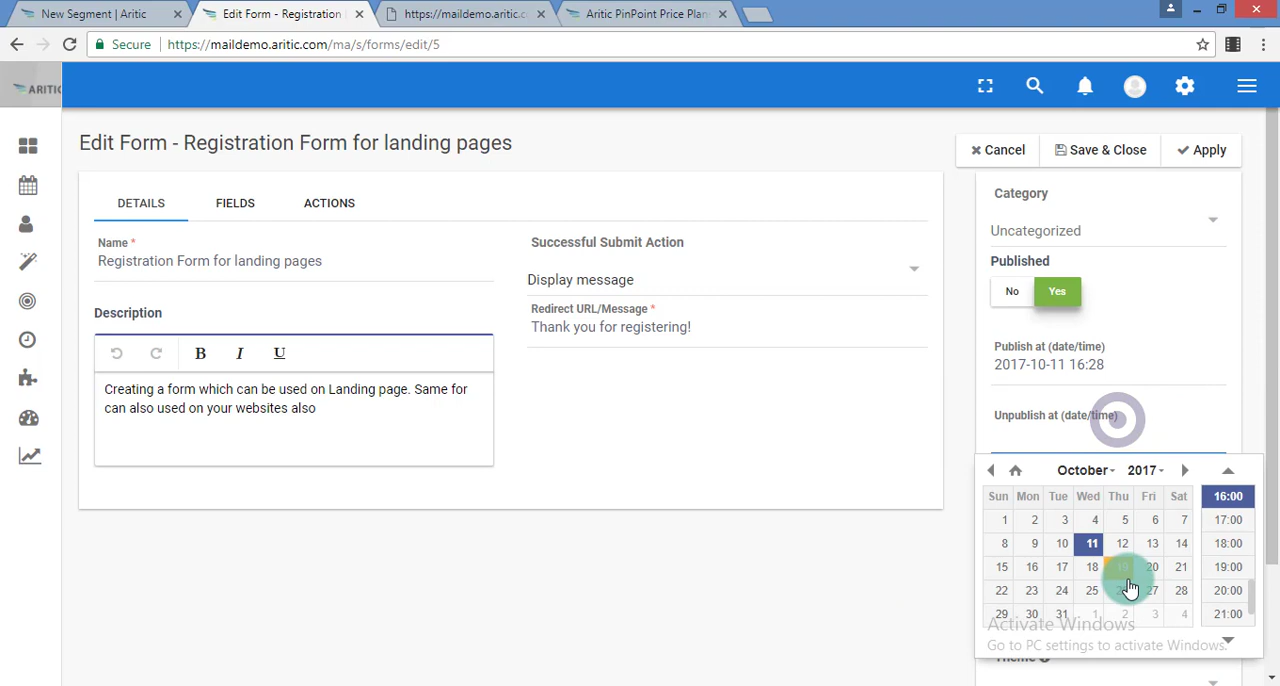 New Segment | Aritic
Edit Form - Registration
https://maildemo.aritic.c
Aritic PinPoint Price Plan
Secure
https://maildemo.aritic.com/ma/s/forms/edit/5
ARITIC
Edit Form - Registration Form for landing pages
Cancel
Save & Close
Apply
DETAILS
FIELDS
ACTIONS
Name *
Registration Form for landing pages
Description
B I U
Creating a form which can be used on Landing page. Same for
can also used on your websites also
Successful Submit Action
Display message
Redirect URL/Message *
Thank you for registering!
Category
Uncategorized
Published
No Yes
Publish at (date/time)
2017-10-11 16:28
Unpublish at (date/time)
October 2017
Sun Mon Tue Wed Thu Fri Sat
1 2 3 4 5 6 7
8 9 10 11 12 13 14
15 16 17 18 19 20 21
22 23 24 25 26 27 28
29 30 31 1 2 3 4
16:00
17:00
18:00
19:00
20:00
21:00
Activate Windows
Go to PC settings to activate Windows.
Theme